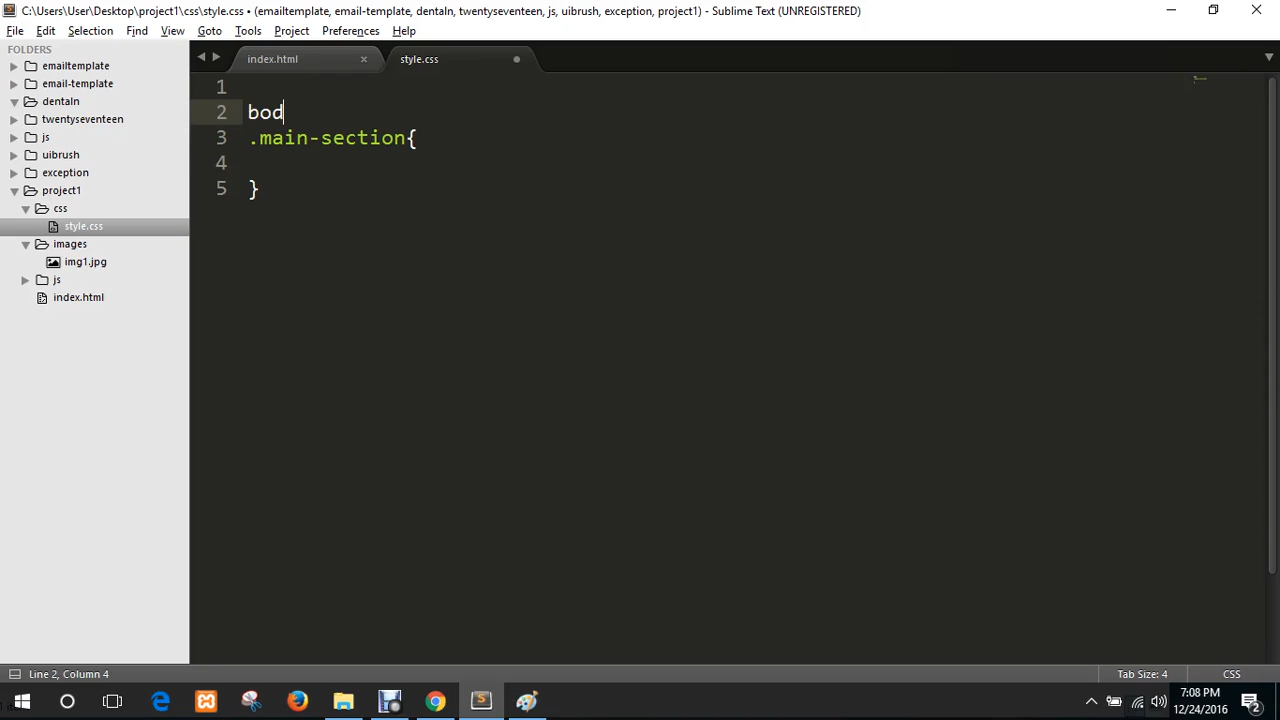 C:\Users\User\Desktop\project1\css\style.css • (emailtemplate, email-template, dentaln, twentyseventeen, js, uibrush, exception, project1) - Sublime Text (UNREGISTERED)
File Edit Selection Find View Goto Tools Project Preferences Help
FOLDERS
emailtemplate
email-template
dentaln
twentyseventeen
js
uibrush
exception
project1
css
style.css
images
img1.jpg
js
index.html
index.html style.css
1
2 bod
3 .main-section{
4
5 }
Line 2, Column 4 Tab Size: 4 CSS
7:08 PM
12/24/2016
2